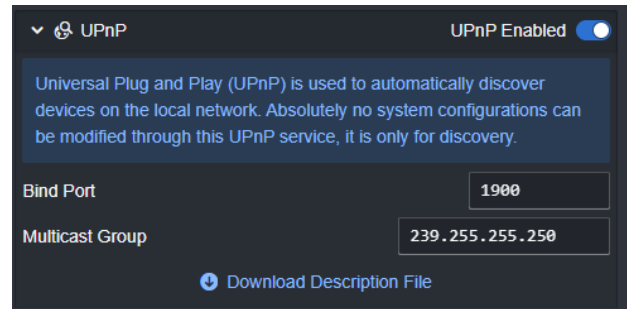 UPnP UPnP Enabled
Universal Plug and Play (UPnP) is used to automatically discover
devices on the local network. Absolutely no system configurations can
be modified through this UPnP service, it is only for discovery.
Bind Port 1900
Multicast Group 239.255.255.250
Download Description File